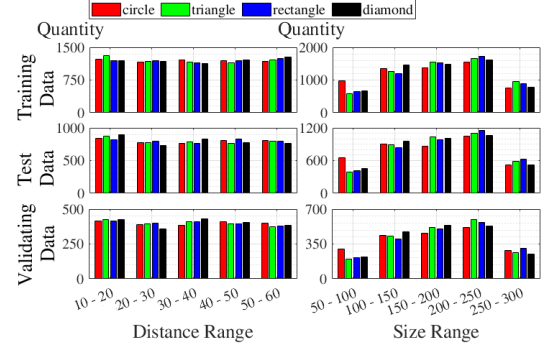 circle triangle rectangle diamond
Quantity Quantity
Training Data
1500
750
0
2000
1000
0
Test Data
1000
500
0
1200
600
0
Validating Data
500
250
0
700
350
0
10 - 20 20 - 30 30 - 40 40 - 50 50 - 60
50 - 100 100 - 150 150 - 200 200 - 250 250 - 300
Distance Range Size Range